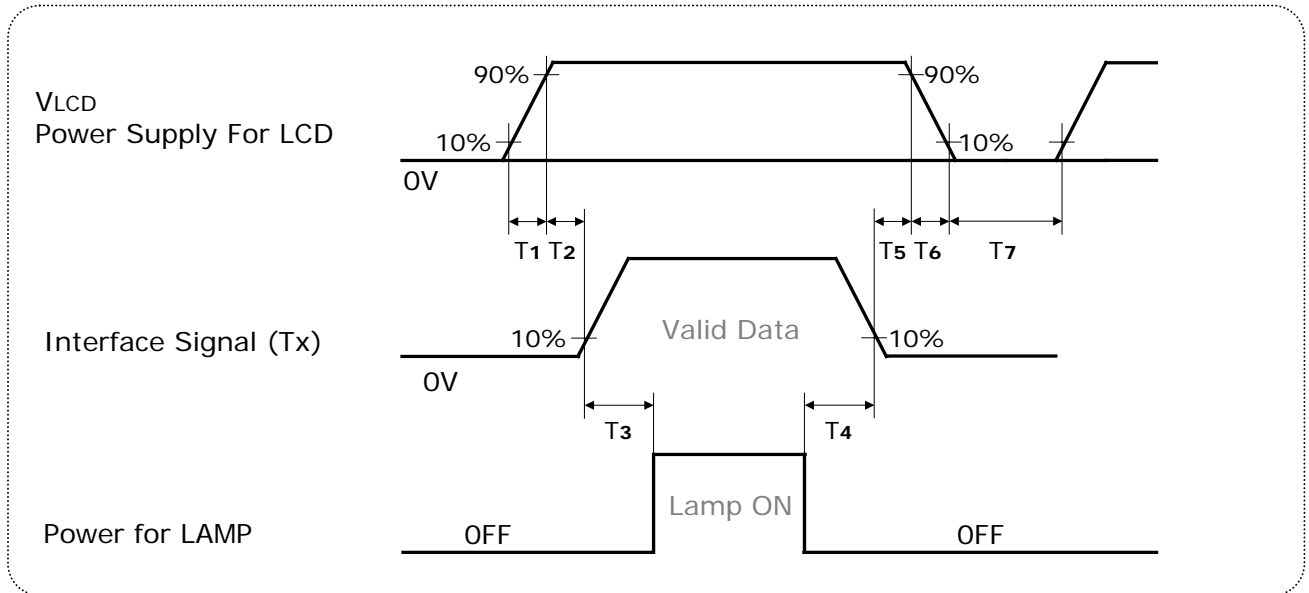 90%
90%
VLCD
Power Supply For LCD
10%
10%
0V
T1 T2
T5 T6 T7
Interface Signal (Tx)
10%
Valid Data
10%
0V
T3
T4
Lamp ON
Power for LAMP
OFF
OFF